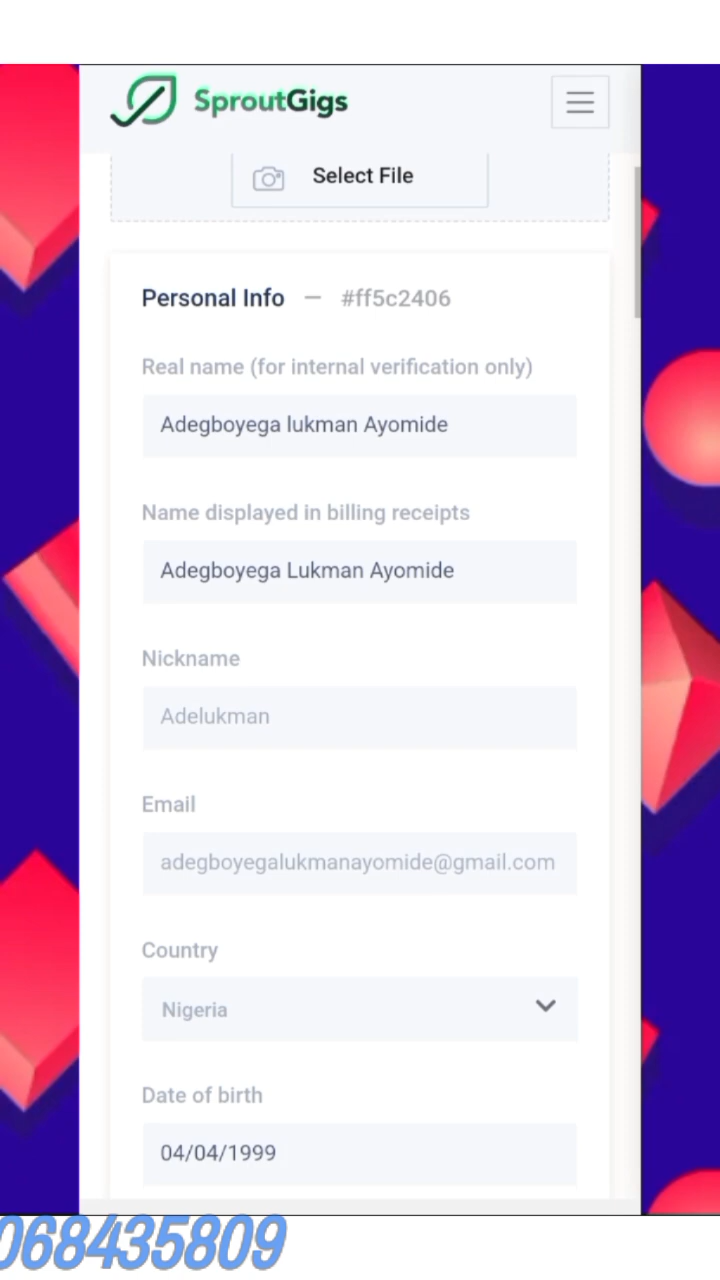 SproutGigs
Select File
Personal Info — #ff5c2406
Real name (for internal verification only)
Adegboyega lukman Ayomide
Name displayed in billing receipts
Adegboyega Lukman Ayomide
Nickname
Adelukman
Email
adegboyegalukmanayomide@gmail.com
Country
Nigeria
Date of birth
04/04/1999
068435809